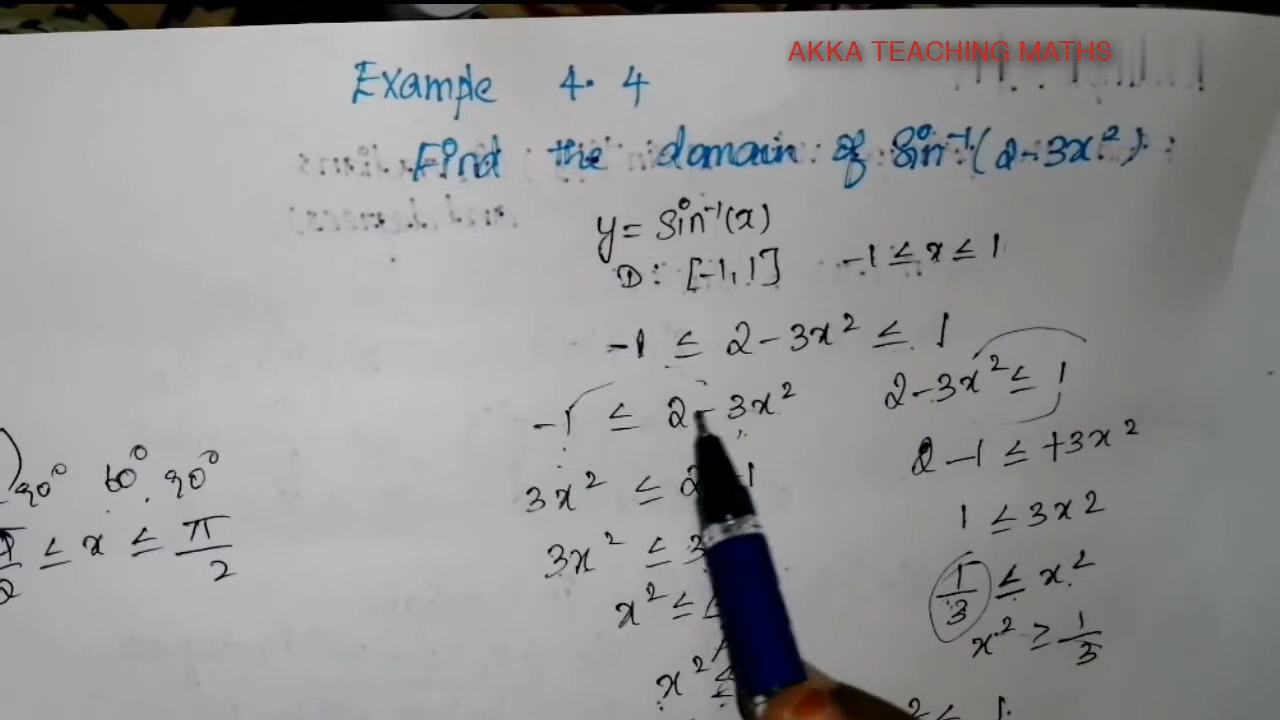 AKKA TEACHING MATHS
Example 4.4
Find the domain of Sin⁻¹(2-3x²).
y = Sin⁻¹(x)
D: [-1, 1] -1 ≤ x ≤ 1
-1 ≤ 2-3x² ≤ 1
-1 ≤ 2-3x²
3x² ≤ 2
3x² ≤ 3
x² ≤
x² ≤
2-3x² ≤ 1
2-1 ≤ +3x²
1 ≤ 3x2
1/3 ≤ x²
x² ≥ 1/3
90° 60° 90°
≤ x ≤ π/2